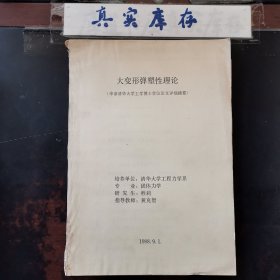 真实库存
大变形弹塑性理论
(申请清华大学工学博士学位论文详细摘要)
培养单位：清华大学工程力学系
专　　业：固体力学
研 究 生：
指导教师：黄克智
1988.9.1.